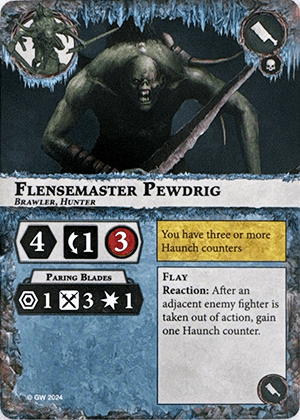 Flensemaster Pewdrig
Brawler, Hunter
4 1 3
You have three or more
Haunch counters
Paring Blades
1 3 1
Flay
Reaction: After an
adjacent enemy fighter is
taken out of action, gain
one Haunch counter.
© GW 2024